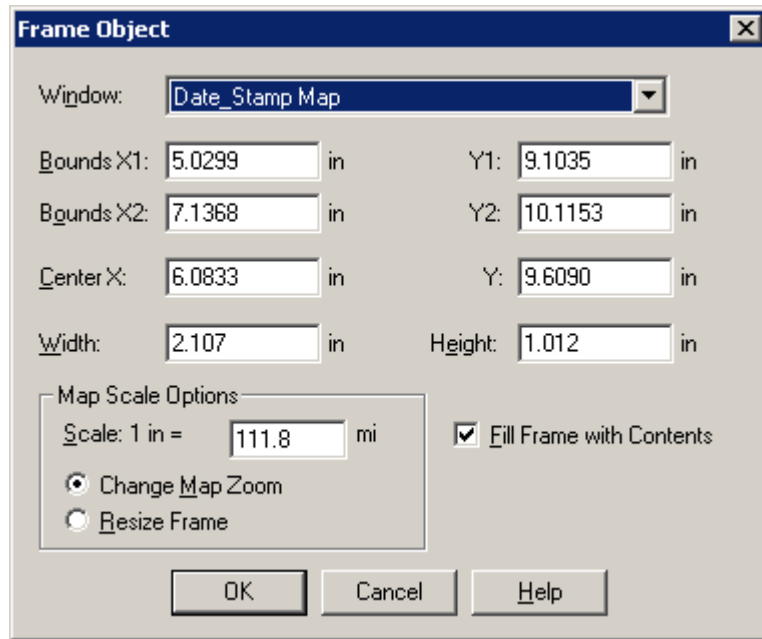 Frame Object
Window: Date_Stamp Map
Bounds X1: 5.0299 in Y1: 9.1035 in
Bounds X2: 7.1368 in Y2: 10.1153 in
Center X: 6.0833 in Y: 9.6090 in
Width: 2.107 in Height: 1.012 in
Map Scale Options
Scale: 1 in = 111.8 mi Fill Frame with Contents
Change Map Zoom
Resize Frame
OK Cancel Help